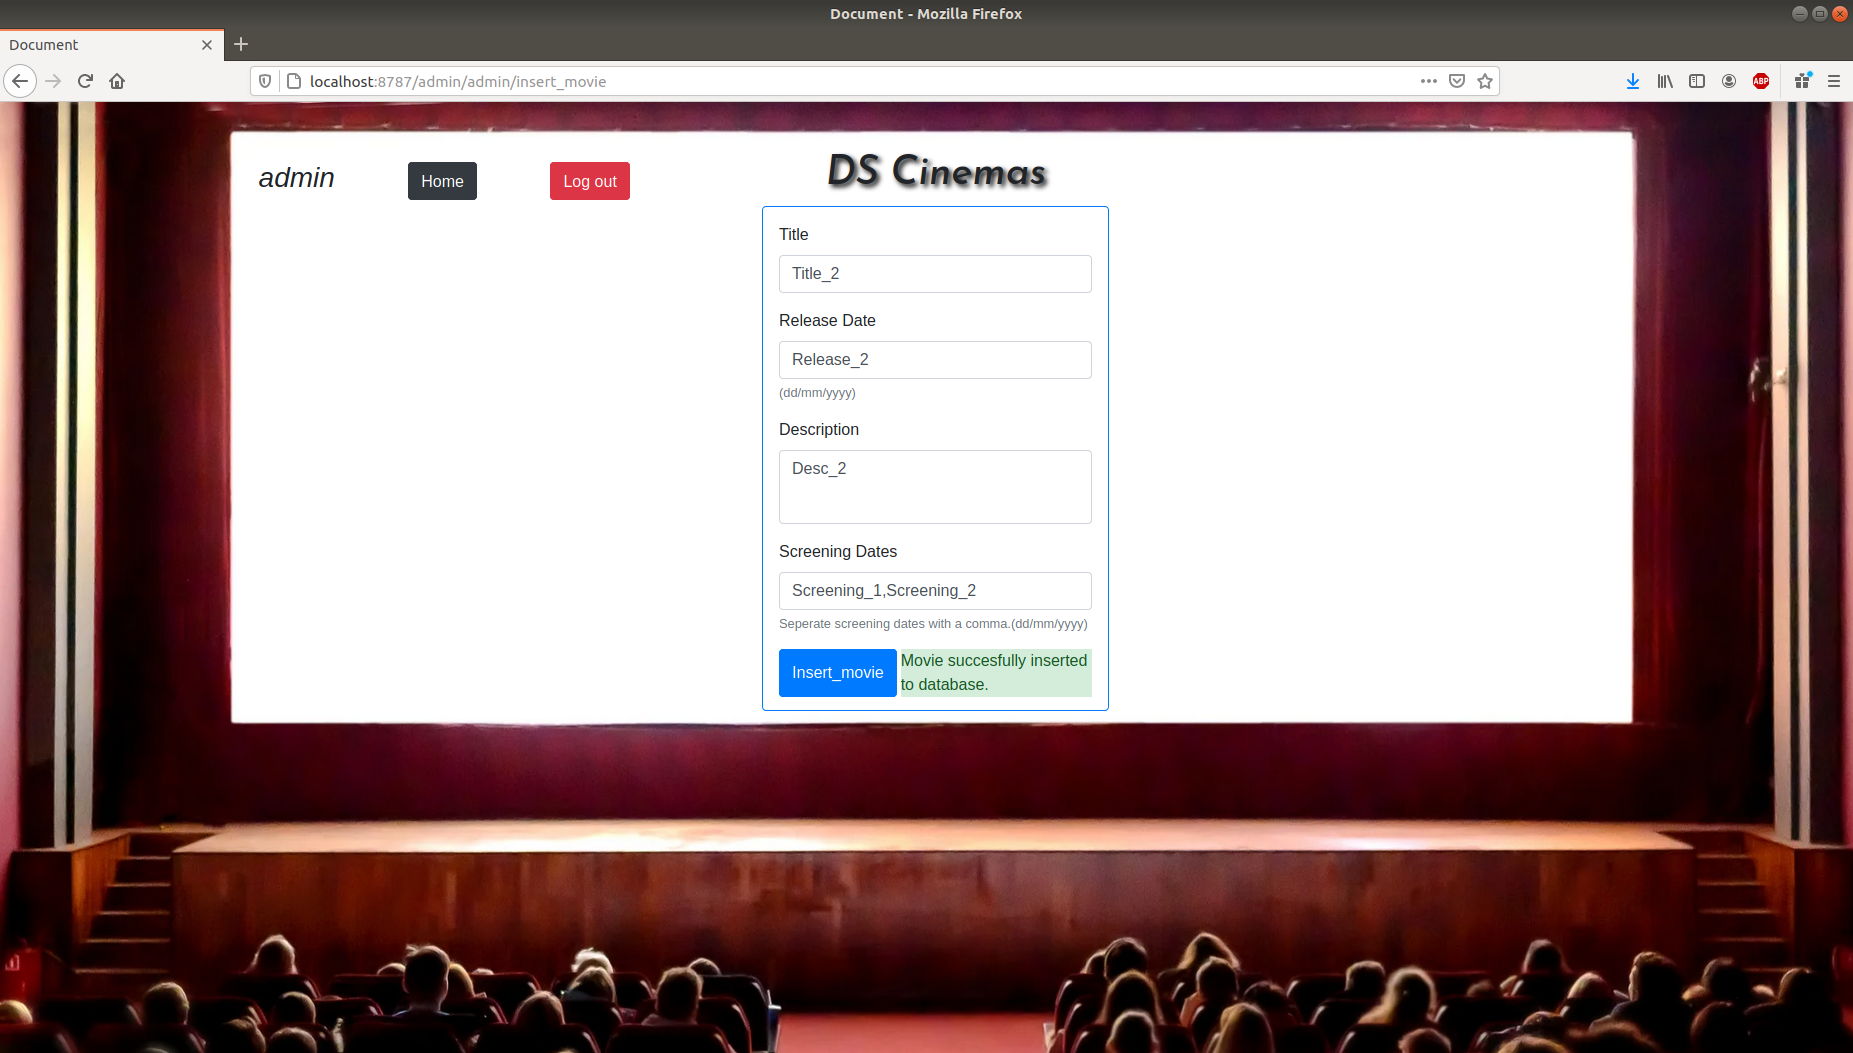 Document - Mozilla Firefox
Document
localhost:8787/admin/admin/insert_movie
ABP
admin
Home
Log out
DS Cinemas
Title
Title_2
Release Date
Release_2
(dd/mm/yyyy)
Description
Desc_2
Screening Dates
Screening_1,Screening_2
Seperate screening dates with a comma.(dd/mm/yyyy)
Insert_movie
Movie succesfully inserted
to database.